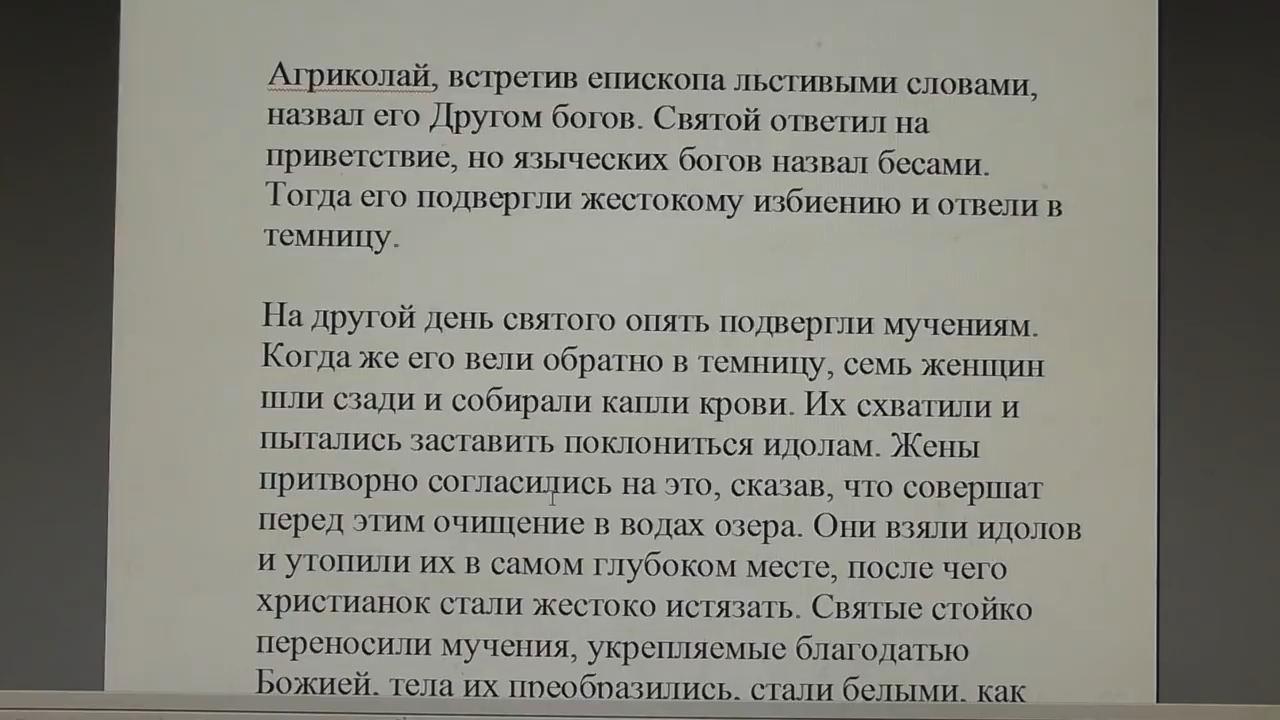 Агриколай, встретив епископа льстивыми словами,
назвал его Другом богов. Святой ответил на
приветствие, но языческих богов назвал бесами.
Тогда его подвергли жестокому избиению и отвели в
темницу.
На другой день святого опять подвергли мучениям.
Когда же его вели обратно в темницу, семь женщин
шли сзади и собирали капли крови. Их схватили и
пытались заставить поклониться идолам. Жены
притворно согласились на это, сказав, что совершат
перед этим очищение в водах озера. Они взяли идолов
и утопили их в самом глубоком месте, после чего
христианок стали жестоко истязать. Святые стойко
переносили мучения, укрепляемые благодатью
Божией, тела их преобразились, стали белыми, как